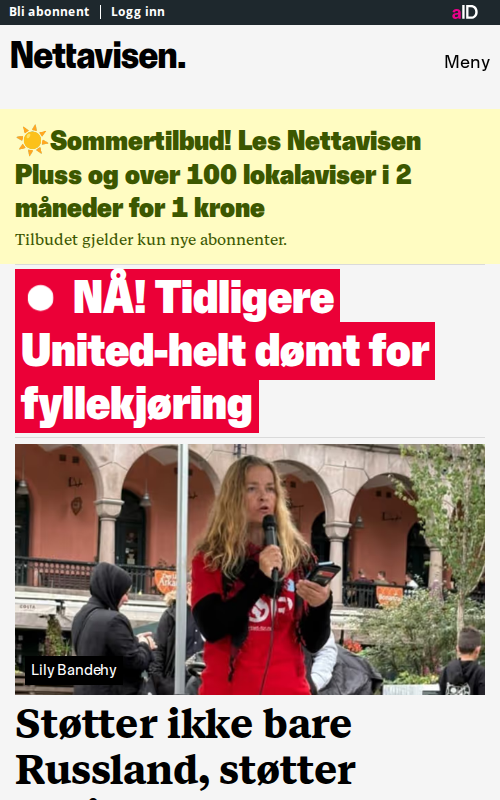 Bli abonnent | Logg inn
aID
Nettavisen.
Meny
☀️Sommertilbud! Les Nettavisen
Pluss og over 100 lokalaviser i 2
måneder for 1 krone
Tilbudet gjelder kun nye abonnenter.
NÅ! Tidligere
United-helt dømt for
fyllekjøring
Lily Bandehy
Støtter ikke bare
Russland, støtter